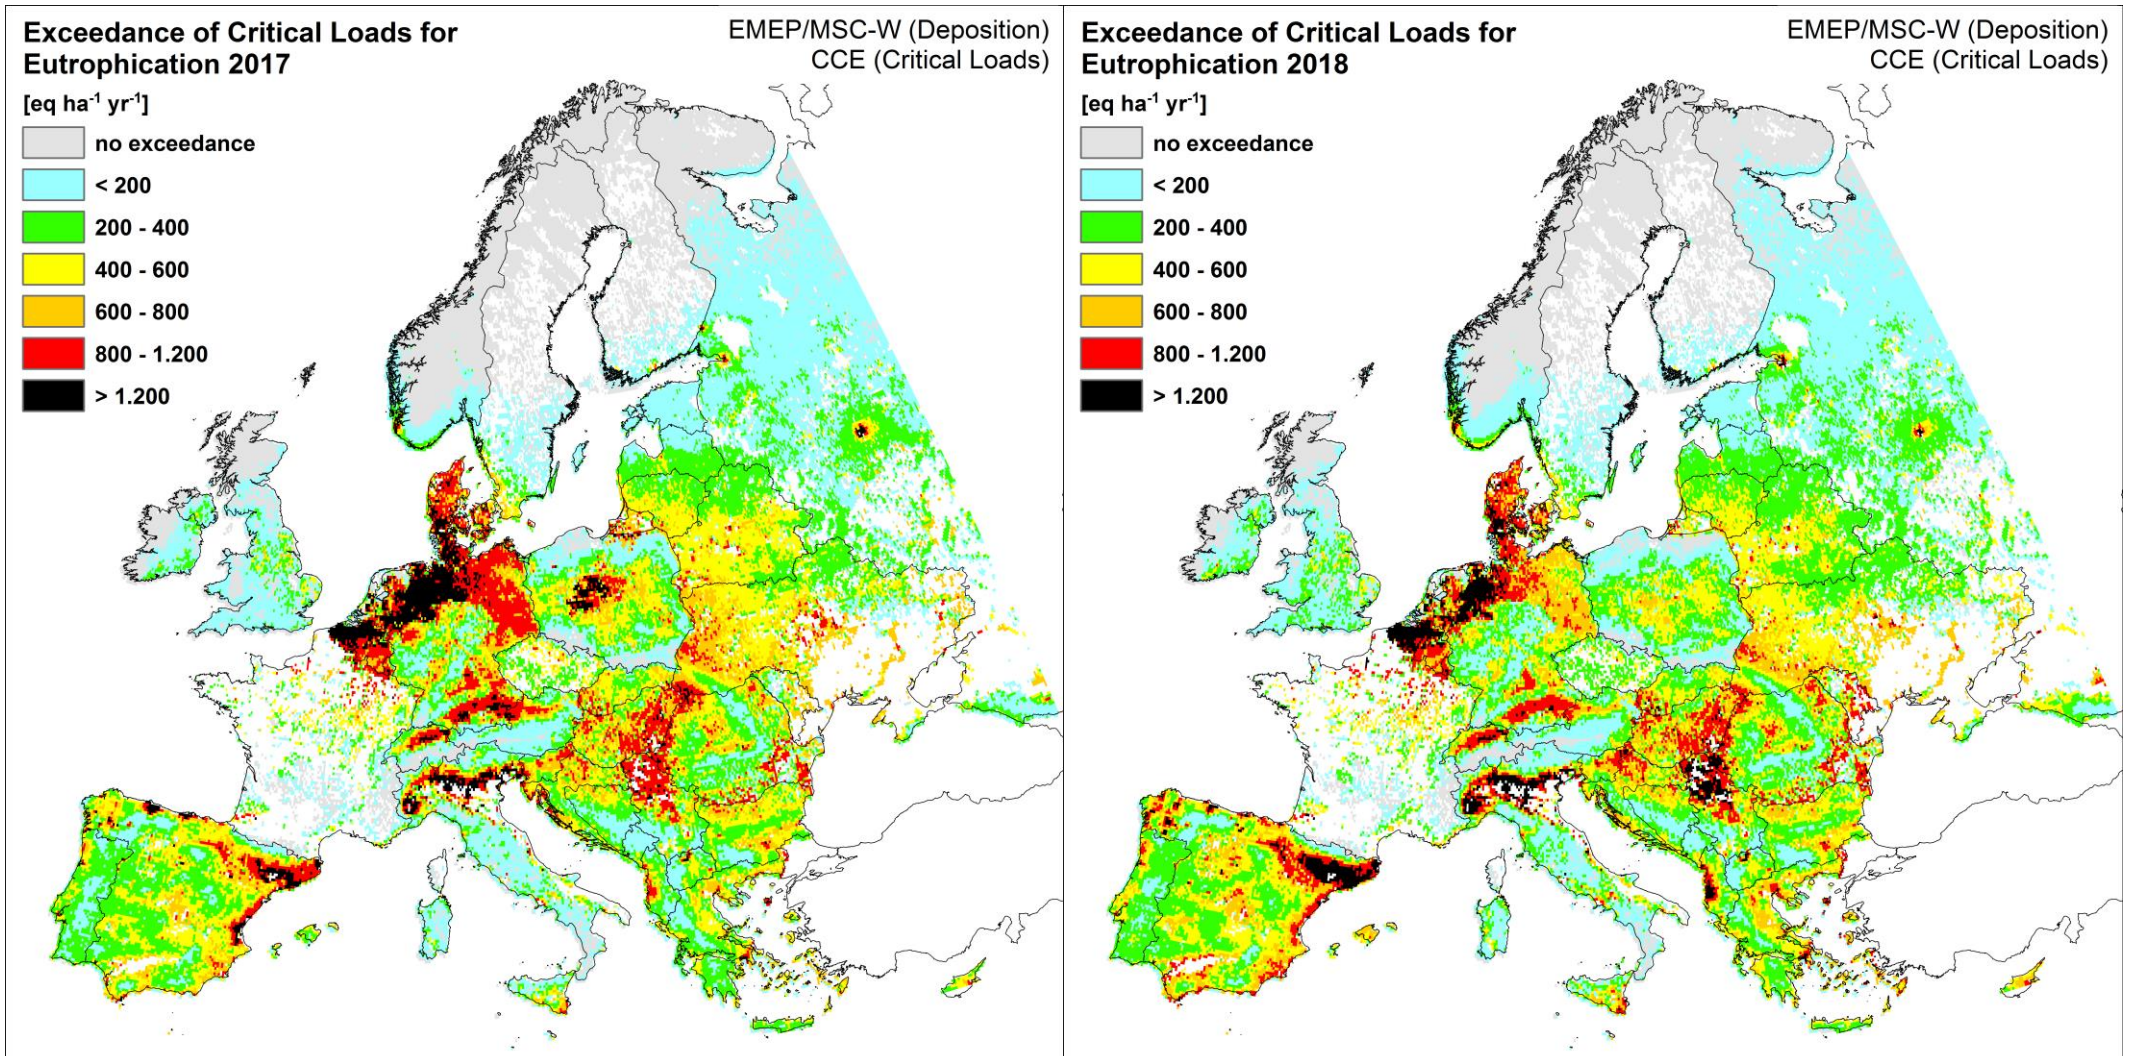 Exceedance of Critical Loads for
Eutrophication 2017
EMEP/MSC-W (Deposition)
CCE (Critical Loads)
[eq ha⁻¹ yr⁻¹]
no exceedance
< 200
200 - 400
400 - 600
600 - 800
800 - 1.200
> 1.200
Exceedance of Critical Loads for
Eutrophication 2018
EMEP/MSC-W (Deposition)
CCE (Critical Loads)
[eq ha⁻¹ yr⁻¹]
no exceedance
< 200
200 - 400
400 - 600
600 - 800
800 - 1.200
> 1.200